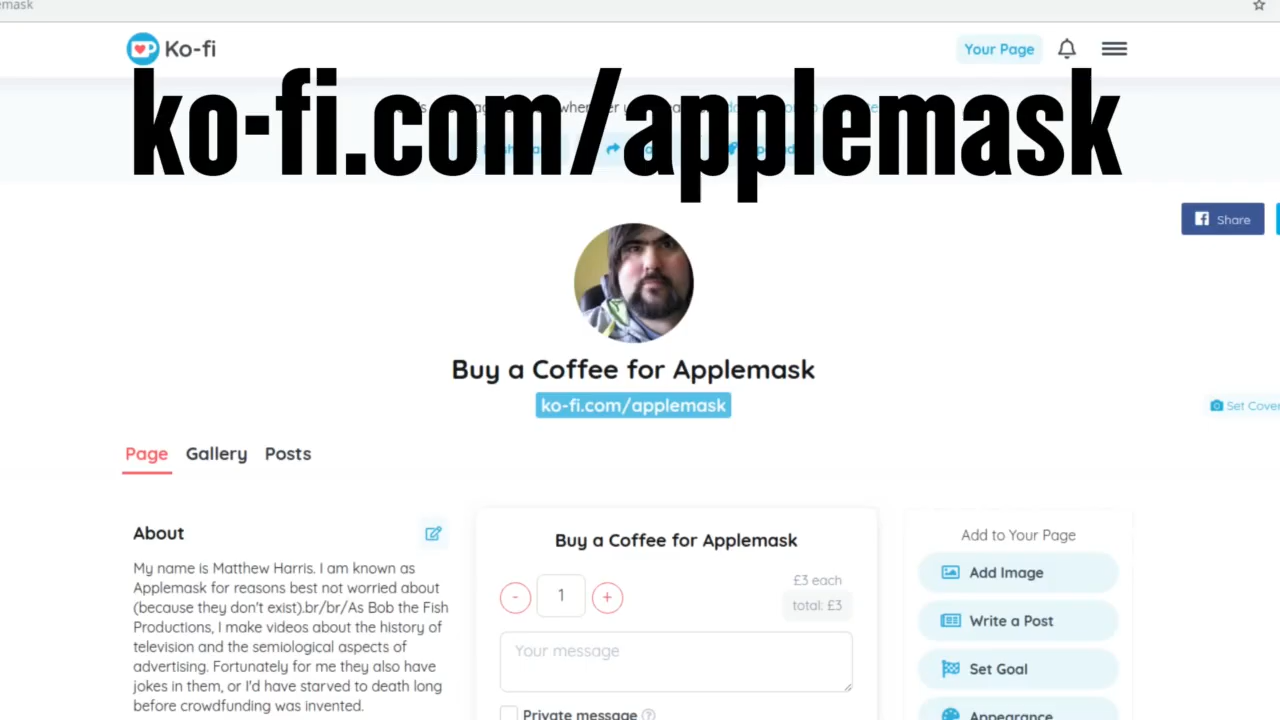 emask
Ko-fi
Your Page
ko-fi.com/applemask
Share
Buy a Coffee for Applemask
ko-fi.com/applemask
Set Cover
Page Gallery Posts
About
My name is Matthew Harris. I am known as
Applemask for reasons best not worried about
(because they don't exist).br/br/As Bob the Fish
Productions, I make videos about the history of
television and the semiological aspects of
advertising. Fortunately for me they also have
jokes in them, or I'd have starved to death long
before crowdfunding was invented.
Buy a Coffee for Applemask
- 1 +
£3 each
total: £3
Your message
Private message
Add to Your Page
Add Image
Write a Post
Set Goal
Appearance